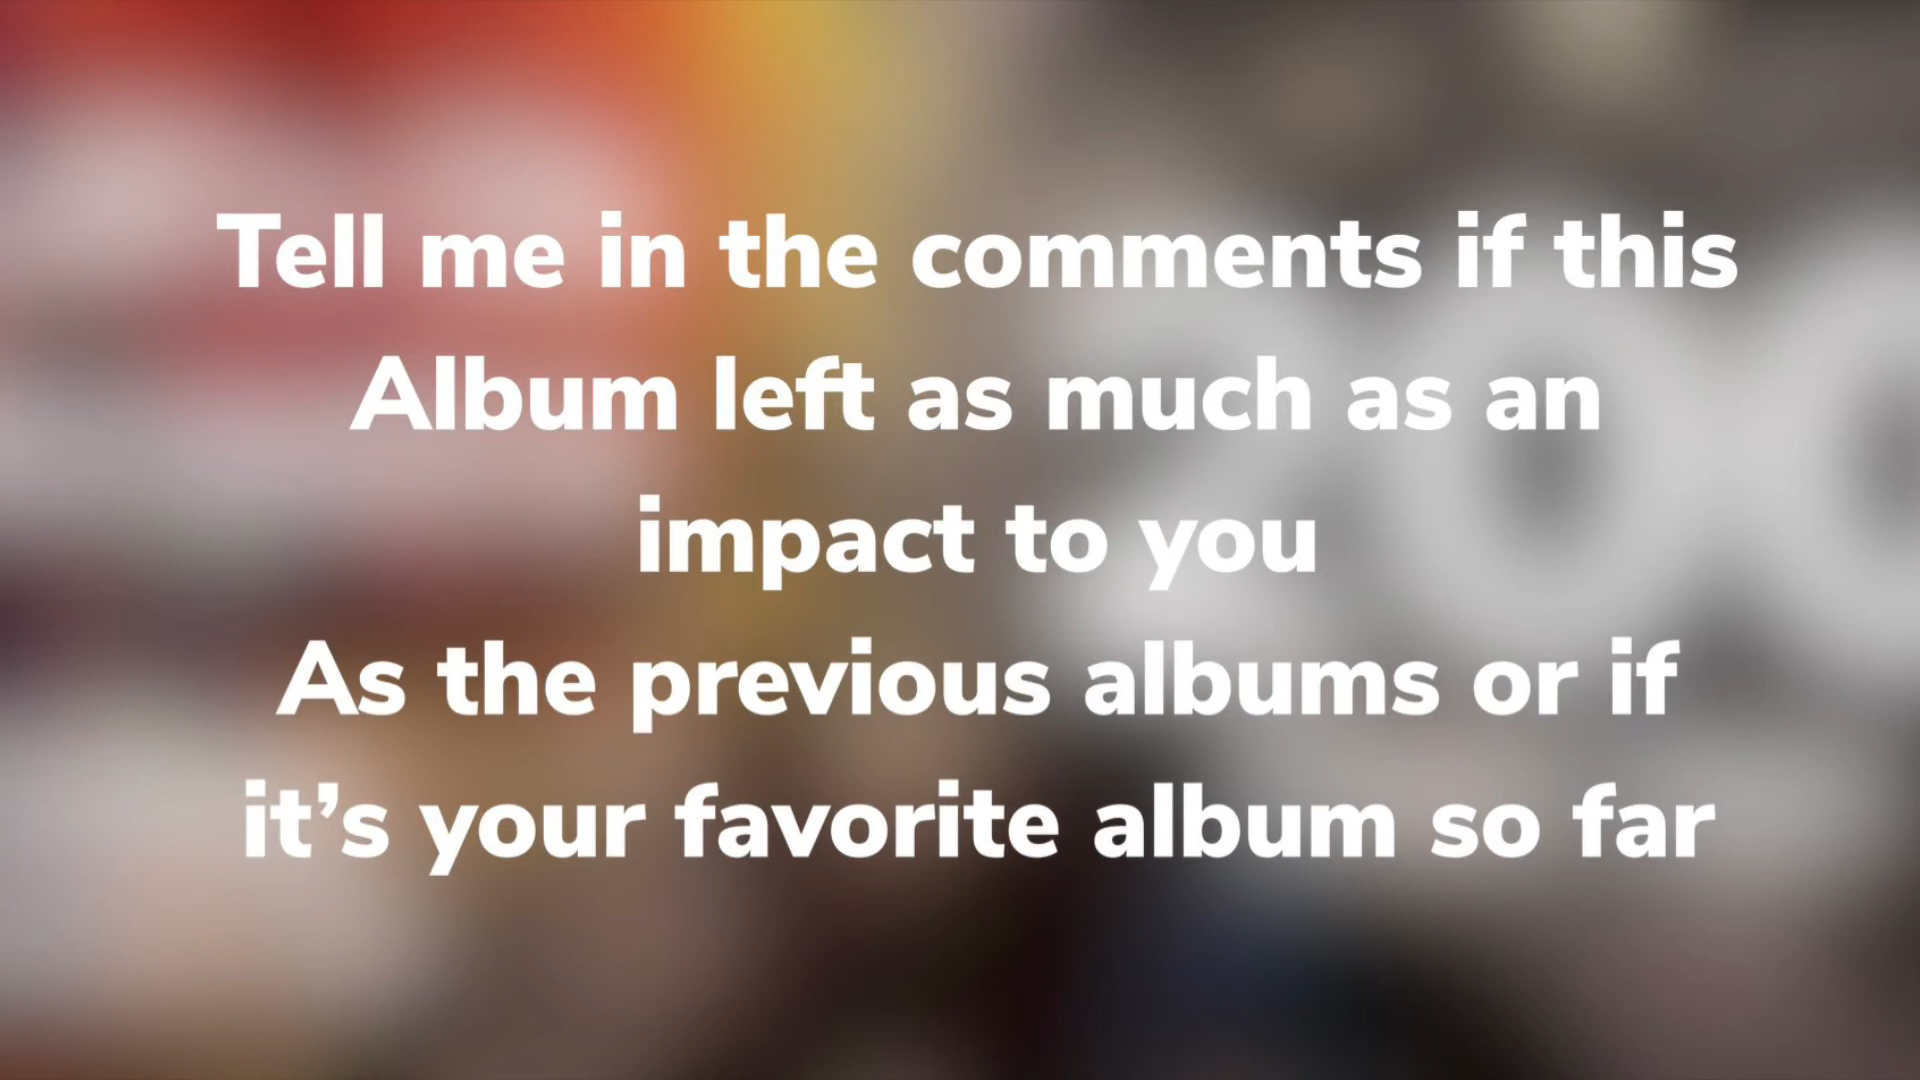 Tell me in the comments if this
Album left as much as an
impact to you
As the previous albums or if
it’s your favorite album so far